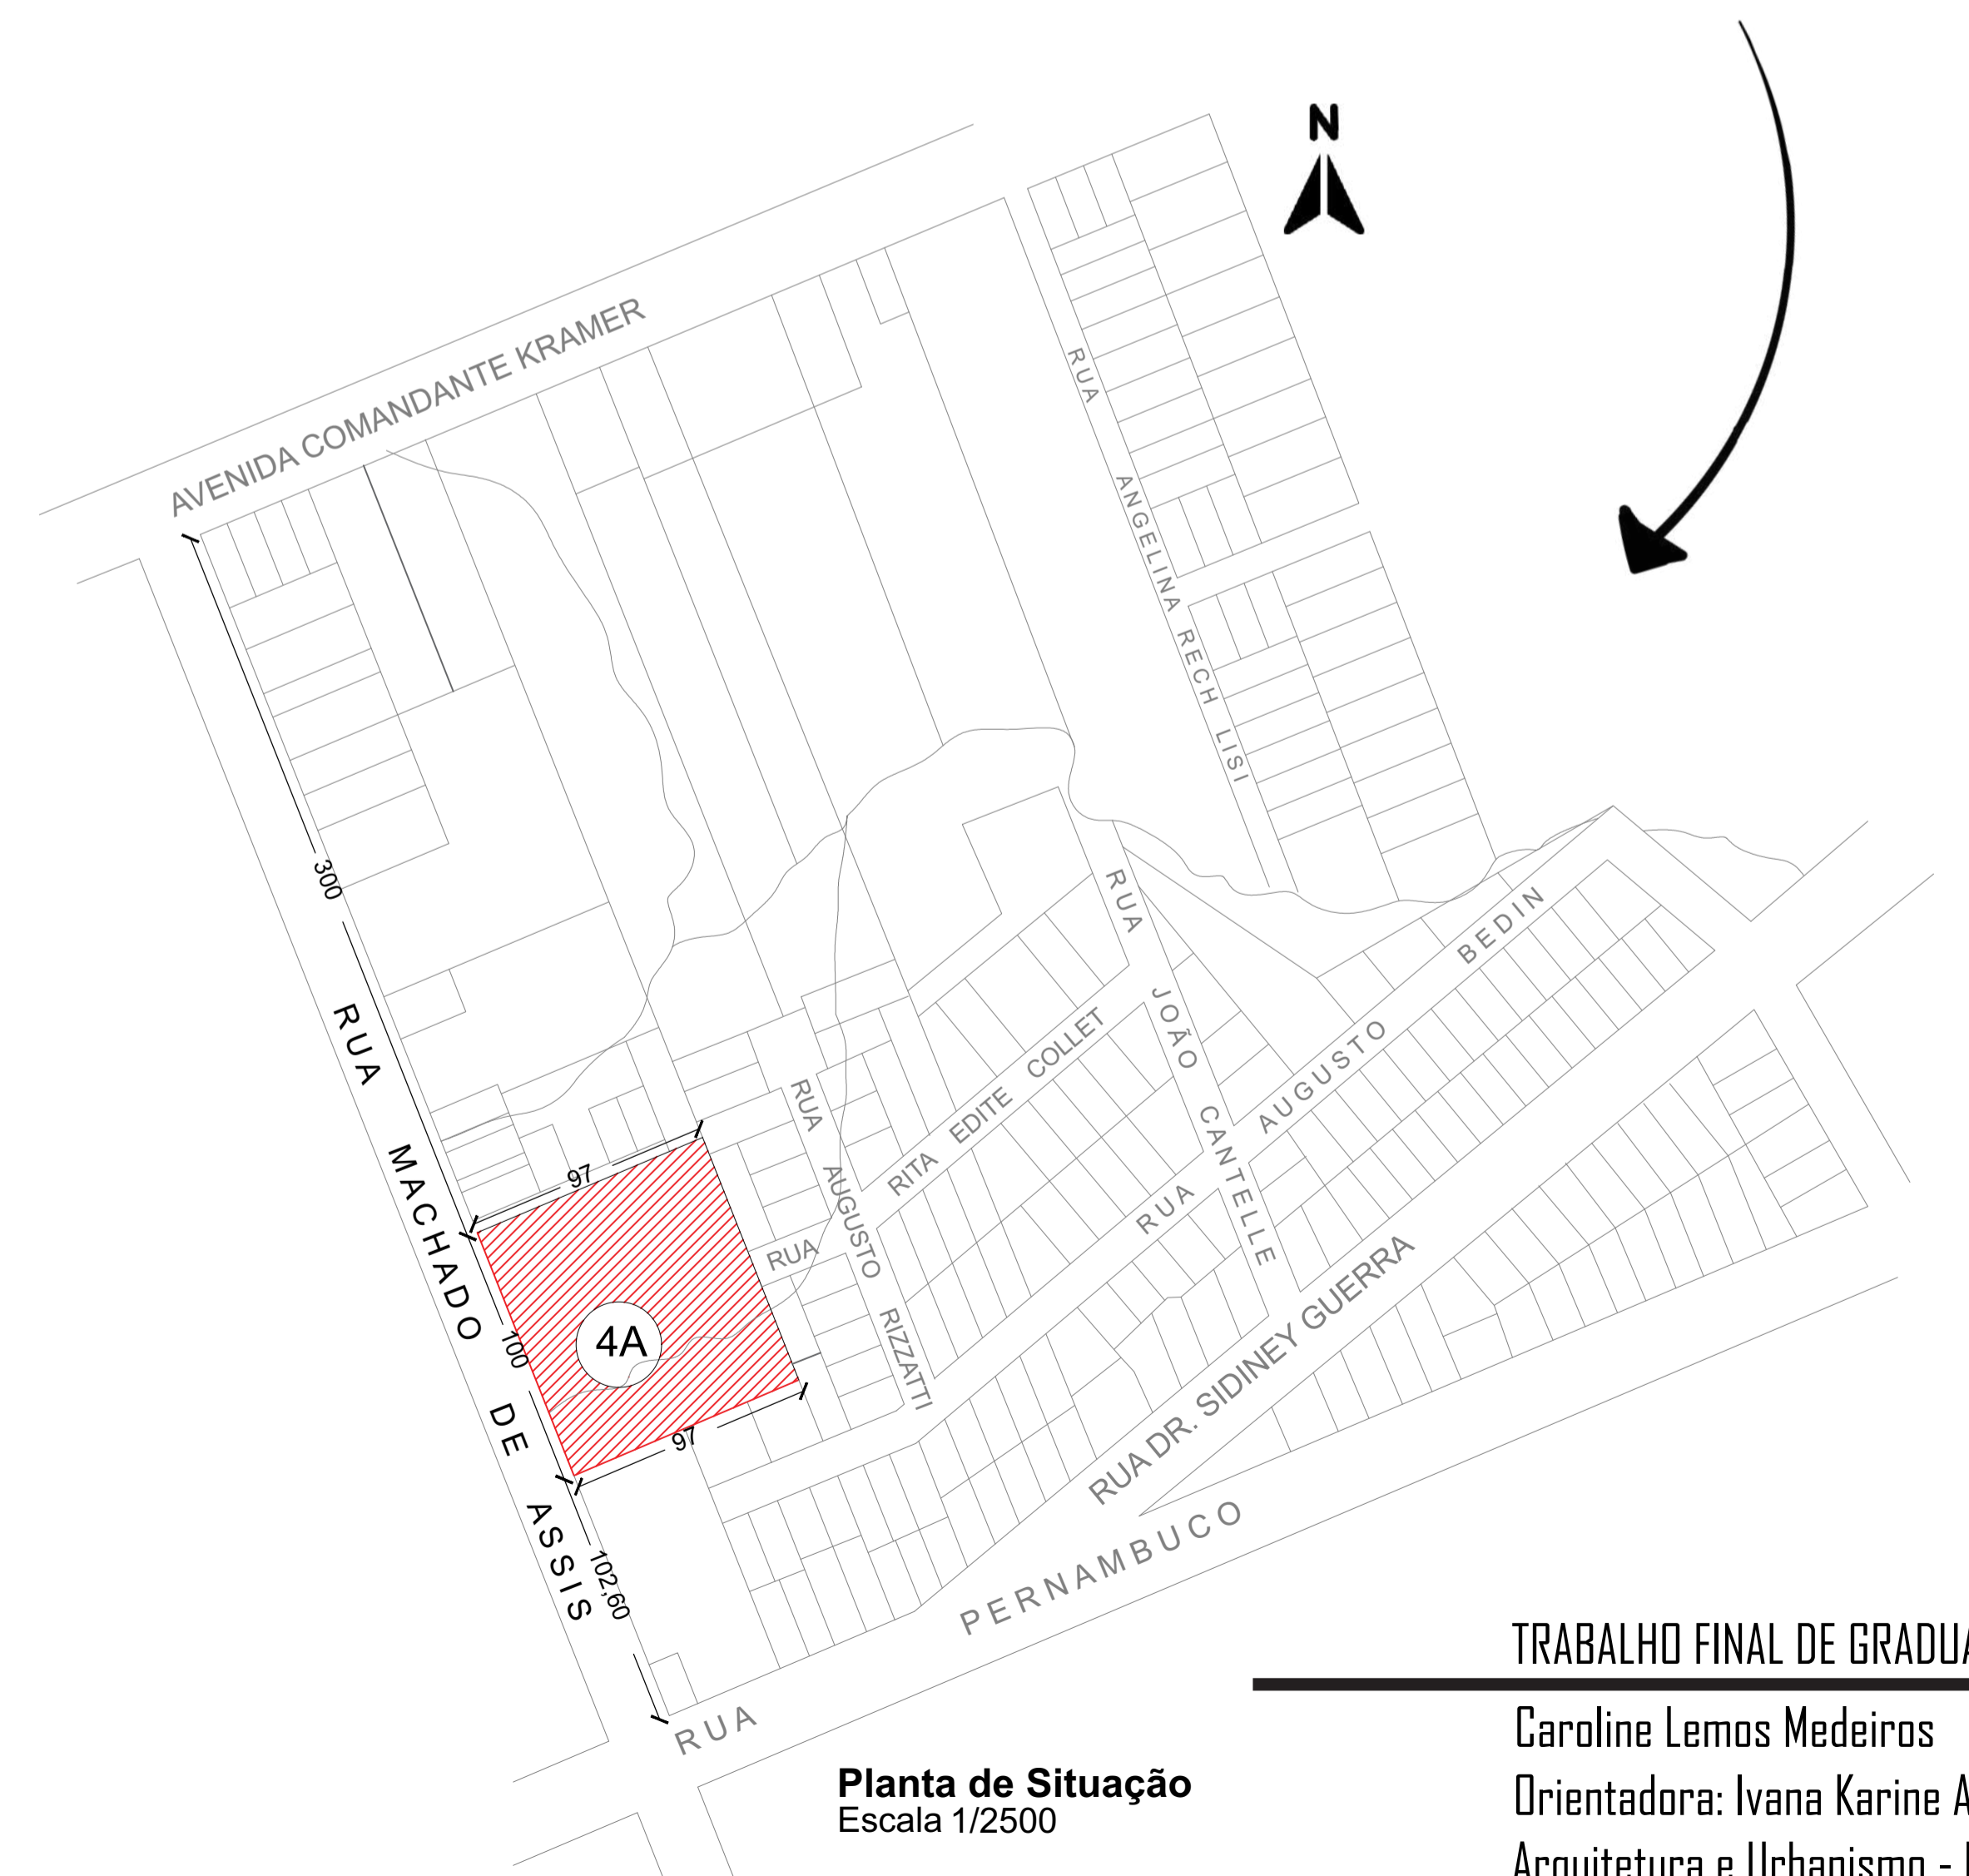 N
AVENIDA COMANDANTE KRAMER
RUA ANGELINA RECH LISI
300
RUA MACHADO DE ASSIS
97
100
4A
97
102,60
RUA AUGUSTO RIZZATTI
RUA
RITA EDITE COLLET
RUA JOÃO CANTELLE
RUA AUGUSTO BEDIN
RUA DR. SIDINEY GUERRA
RUA PERNAMBUCO
Planta de Situação
Escala 1/2500
TRABALHO FINAL DE GRADUA
Caroline Lemos Medeiros
Orientadora: Ivana Karine A
Arquitetura e Urbanismo -